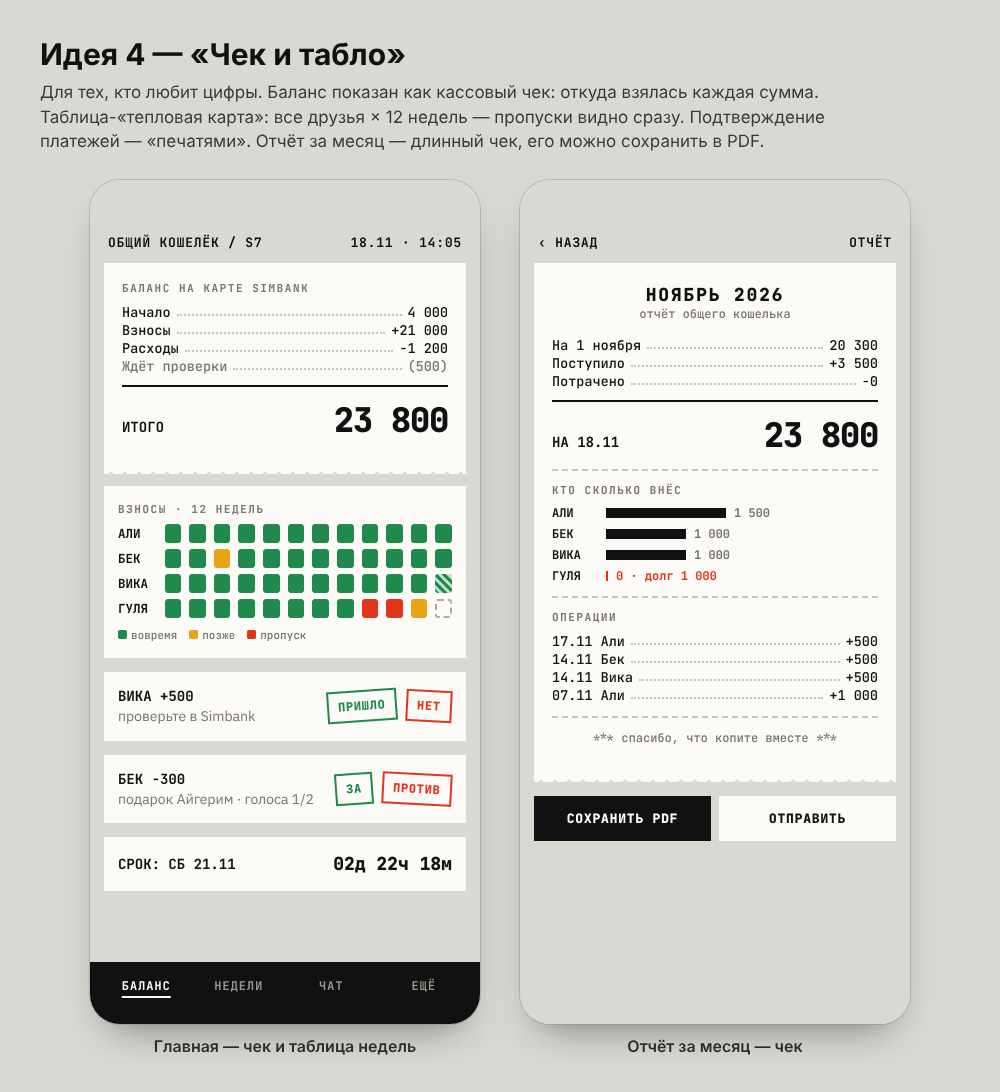 Идея 4 — «Чек и табло»
Для тех, кто любит цифры. Баланс показан как кассовый чек: откуда взялась каждая сумма.
Таблица-«тепловая карта»: все друзья × 12 недель — пропуски видно сразу. Подтверждение
платежей — «печатями». Отчёт за месяц — длинный чек, его можно сохранить в PDF.
ОБЩИЙ КОШЕЛЁК / S7 18.11 · 14:05
БАЛАНС НА КАРТЕ SIMBANK
Начало 4 000
Взносы +21 000
Расходы -1 200
Ждёт проверки (500)
ИТОГО 23 800
ВЗНОСЫ · 12 НЕДЕЛЬ
АЛИ
БЕК
ВИКА
ГУЛЯ
вовремя позже пропуск
ВИКА +500
проверьте в Simbank
ПРИШЛО НЕТ
БЕК -300
подарок Айгерим · голоса 1/2
ЗА ПРОТИВ
СРОК: СБ 21.11 02д 22ч 18м
БАЛАНС НЕДЕЛИ ЧАТ ЕЩЁ
Главная — чек и таблица недель
‹ НАЗАД ОТЧЁТ
НОЯБРЬ 2026
отчёт общего кошелька
На 1 ноября 20 300
Поступило +3 500
Потрачено -0
НА 18.11 23 800
КТО СКОЛЬКО ВНЁС
АЛИ 1 500
БЕК 1 000
ВИКА 1 000
ГУЛЯ 0 · долг 1 000
ОПЕРАЦИИ
17.11 Али +500
14.11 Бек +500
14.11 Вика +500
07.11 Али +1 000
*** спасибо, что копите вместе ***
СОХРАНИТЬ PDF ОТПРАВИТЬ
Отчёт за месяц — чек